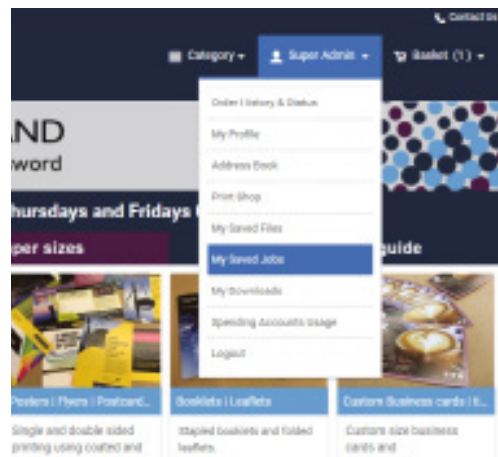 Contact Us
Category
Super Admin
Basket (1)
Order History & Status
My Profile
Address Book
Print Shop
My Saved Files
My Saved Jobs
My Downloads
Spending Accounts Usage
Logout
AND
word
hursdays and Fridays
per sizes
guide
Posters | Flyers | Postcard...
Booklets | Leaflets
Custom Business cards |
Single and double sided
printing using coated and
Stapled booklets and folded
leaflets.
Custom size business
cards and